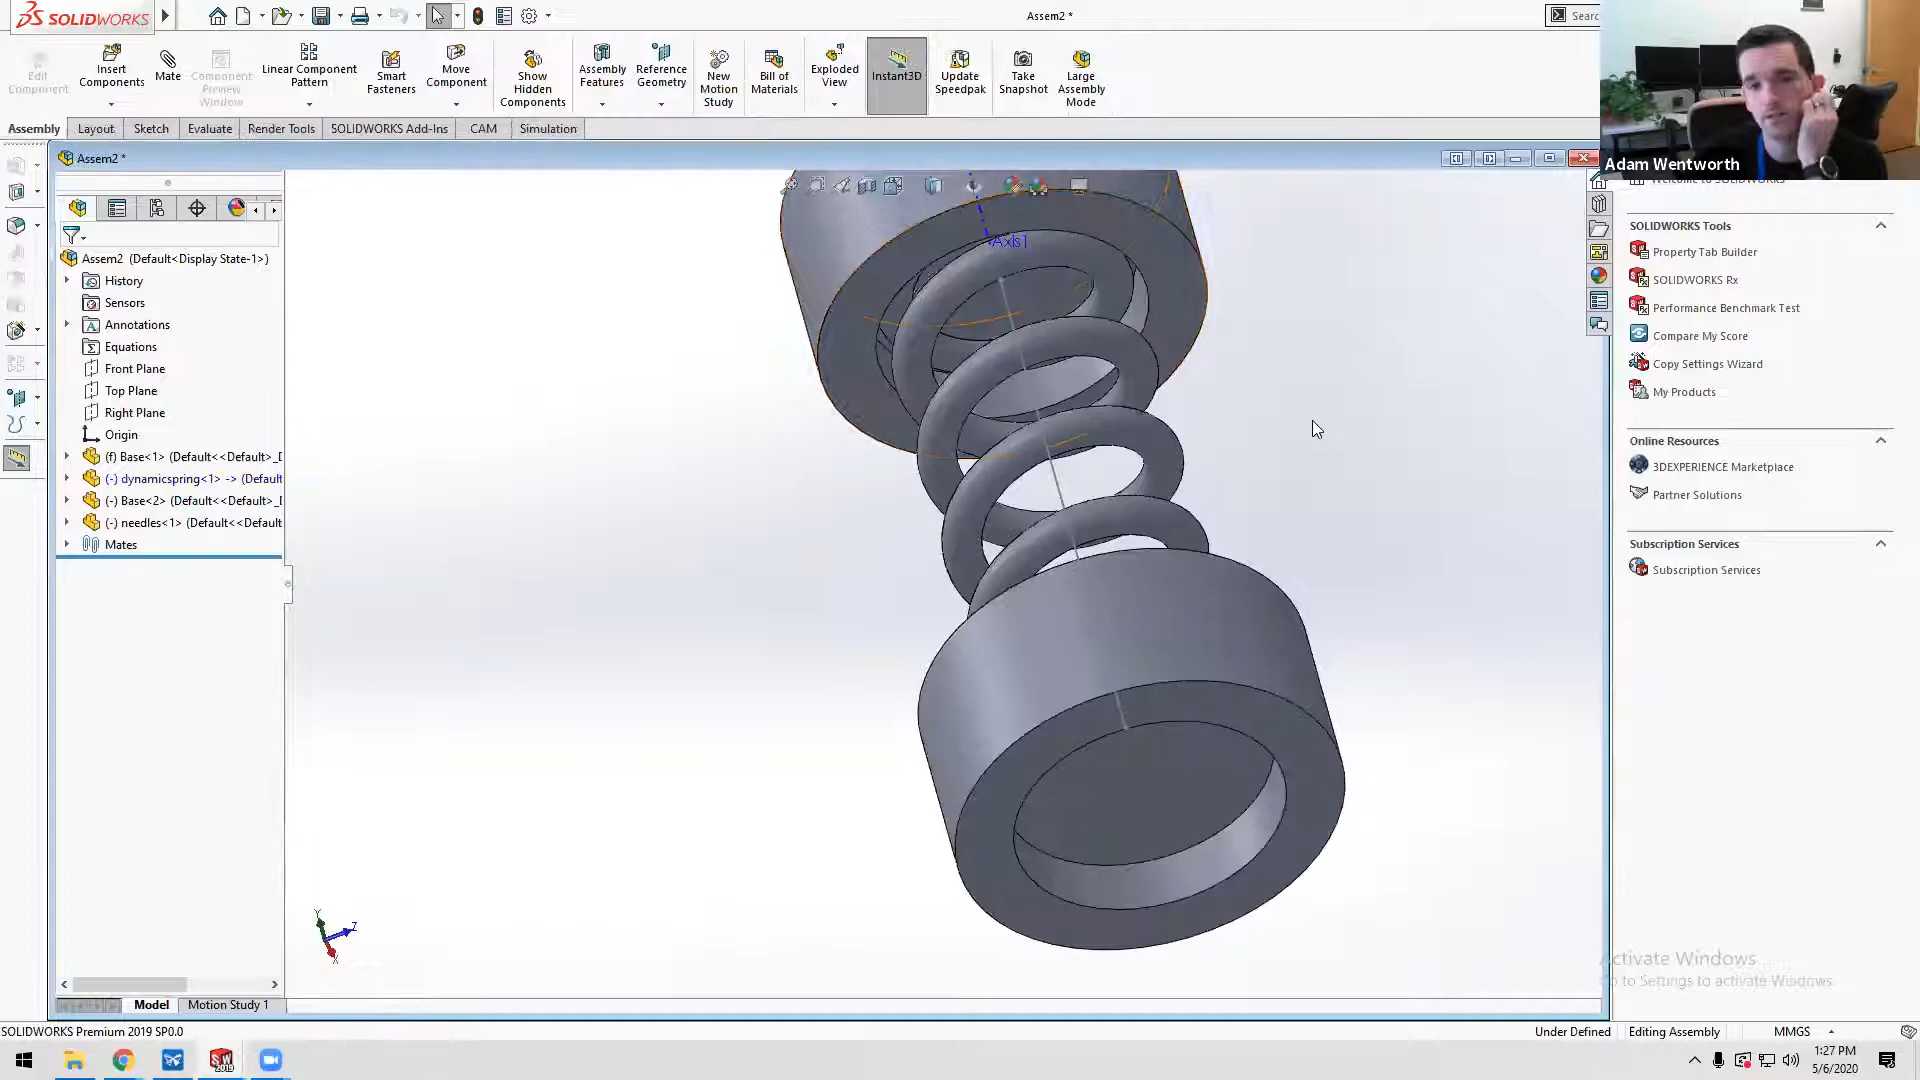 SOLIDWORKS
Assem2 *
Searc
Edit Component
Insert Components
Mate
Component Preview Window
Linear Component Pattern
Smart Fasteners
Move Component
Show Hidden Components
Assembly Features
Reference Geometry
New Motion Study
Bill of Materials
Exploded View
Instant3D
Update Speedpak
Take Snapshot
Large Assembly Mode
Assembly
Layout
Sketch
Evaluate
Render Tools
SOLIDWORKS Add-Ins
CAM
Simulation
Adam Wentworth
Assem2 *
Welcome to SOLIDWORKS
Assem2 (Default<Display State-1>)
History
Sensors
Annotations
Equations
Front Plane
Top Plane
Right Plane
Origin
(f) Base<1> (Default<<Default>_D
(-) dynamicspring<1> -> (Default
(-) Base<2> (Default<<Default>_D
(-) needles<1> (Default<<Default
Mates
Axis1
Y
Z
X
SOLIDWORKS Tools
Property Tab Builder
SOLIDWORKS Rx
Performance Benchmark Test
Compare My Score
Copy Settings Wizard
My Products
Online Resources
3DEXPERIENCE Marketplace
Partner Solutions
Subscription Services
Subscription Services
Activate Windows
Go to Settings to activate Windows.
Model
Motion Study 1
SOLIDWORKS Premium 2019 SP0.0
Under Defined
Editing Assembly
MMGS
1:27 PM
5/6/2020